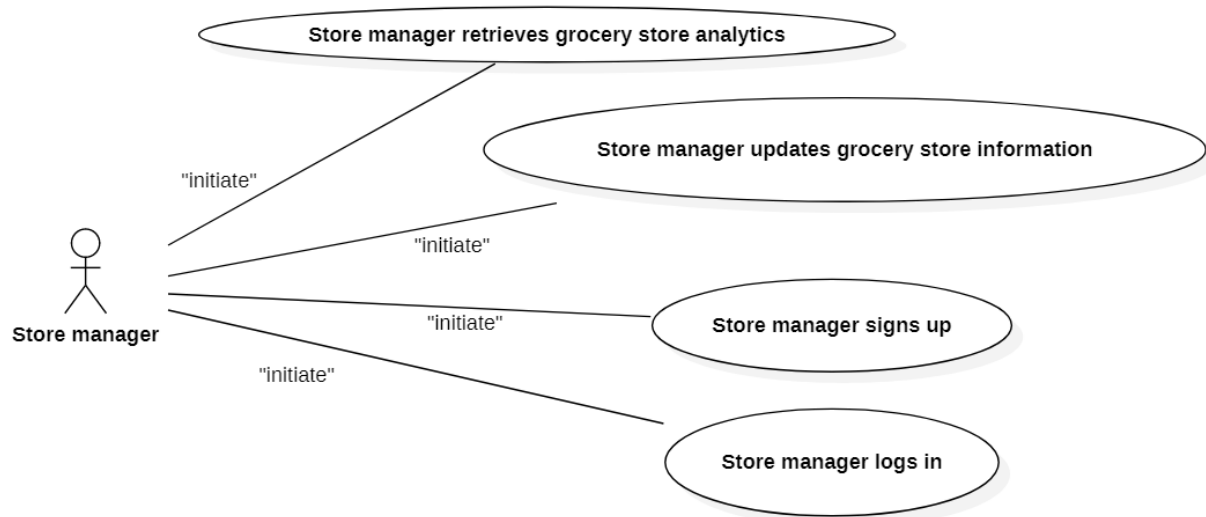 Store manager retrieves grocery store analytics
Store manager updates grocery store information
"initiate"
"initiate"
Store manager signs up
"initiate"
Store manager
"initiate"
Store manager logs in